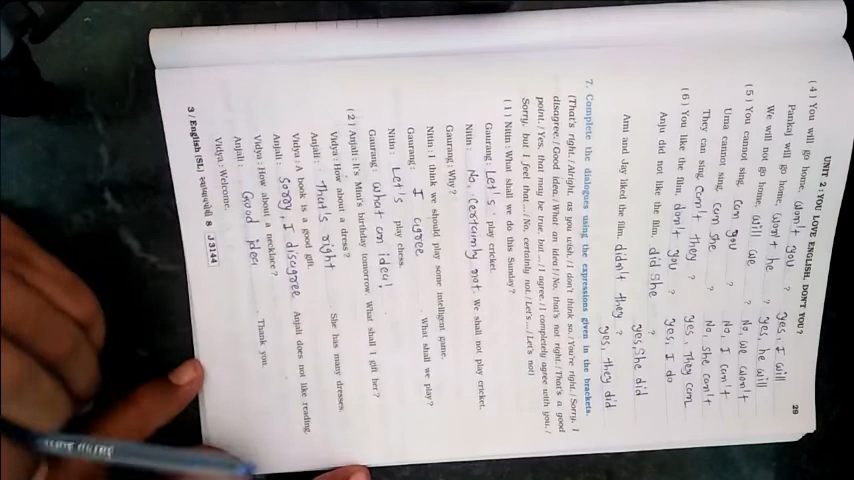 UNIT 2 : YOU LOVE ENGLISH, DON'T YOU? 29
(4) You will go home, won't you ? yes, I will
Pankaj will go home, won't he ? yes, he will
We will not go home, will we ? No, we won't
(5) You cannot sing, can you ? No, I can't
Uma cannot sing, can she ? No, she can't
They can sing, can't they ? yes, They can
(6) You like the film, don't you ? yes, I do
Anju did not like the film, did she ? yes, she did
Ami and Jay liked the film, didn't they ? yes, they did
7. Complete the dialogues using the expressions given in the brackets.
(That's right. / Alright, as you wish. / I don't think so. / You're right. / Sorry, I
disagree. / Good idea. / What an idea ! / No, that's not right. / That's a good
point. / Yes, that may be true, but ... / I agree. / I completely agree with you. /
Sorry, but I feel that ... / No, certainly not. / Let's ... / Let's not)
(1) Nitin : What shall we do this Sunday?
Gaurang : Let's play cricket.
Nitin : No, certainly not. We shall not play cricket.
Gaurang : Why?
Nitin : I think we should play some intelligent game.
Gaurang : I agree . What shall we play?
Nitin : Let's play chess.
Gaurang : what an idea!
(2) Anjali : It's Mini's birthday tomorrow. What shall I gift her?
Vidya : How about a dress?
Anjali : That's right . She has many dresses.
Vidya : A book is a good gift.
Anjali : Sorry, I disagree Anjali does not like reading.
Vidya : How about a necklace?
Anjali : Good idea . Thank you.
Vidya : Welcome.
3 / English (SL) સ્વાધ્યાયપોથી 8 J3144